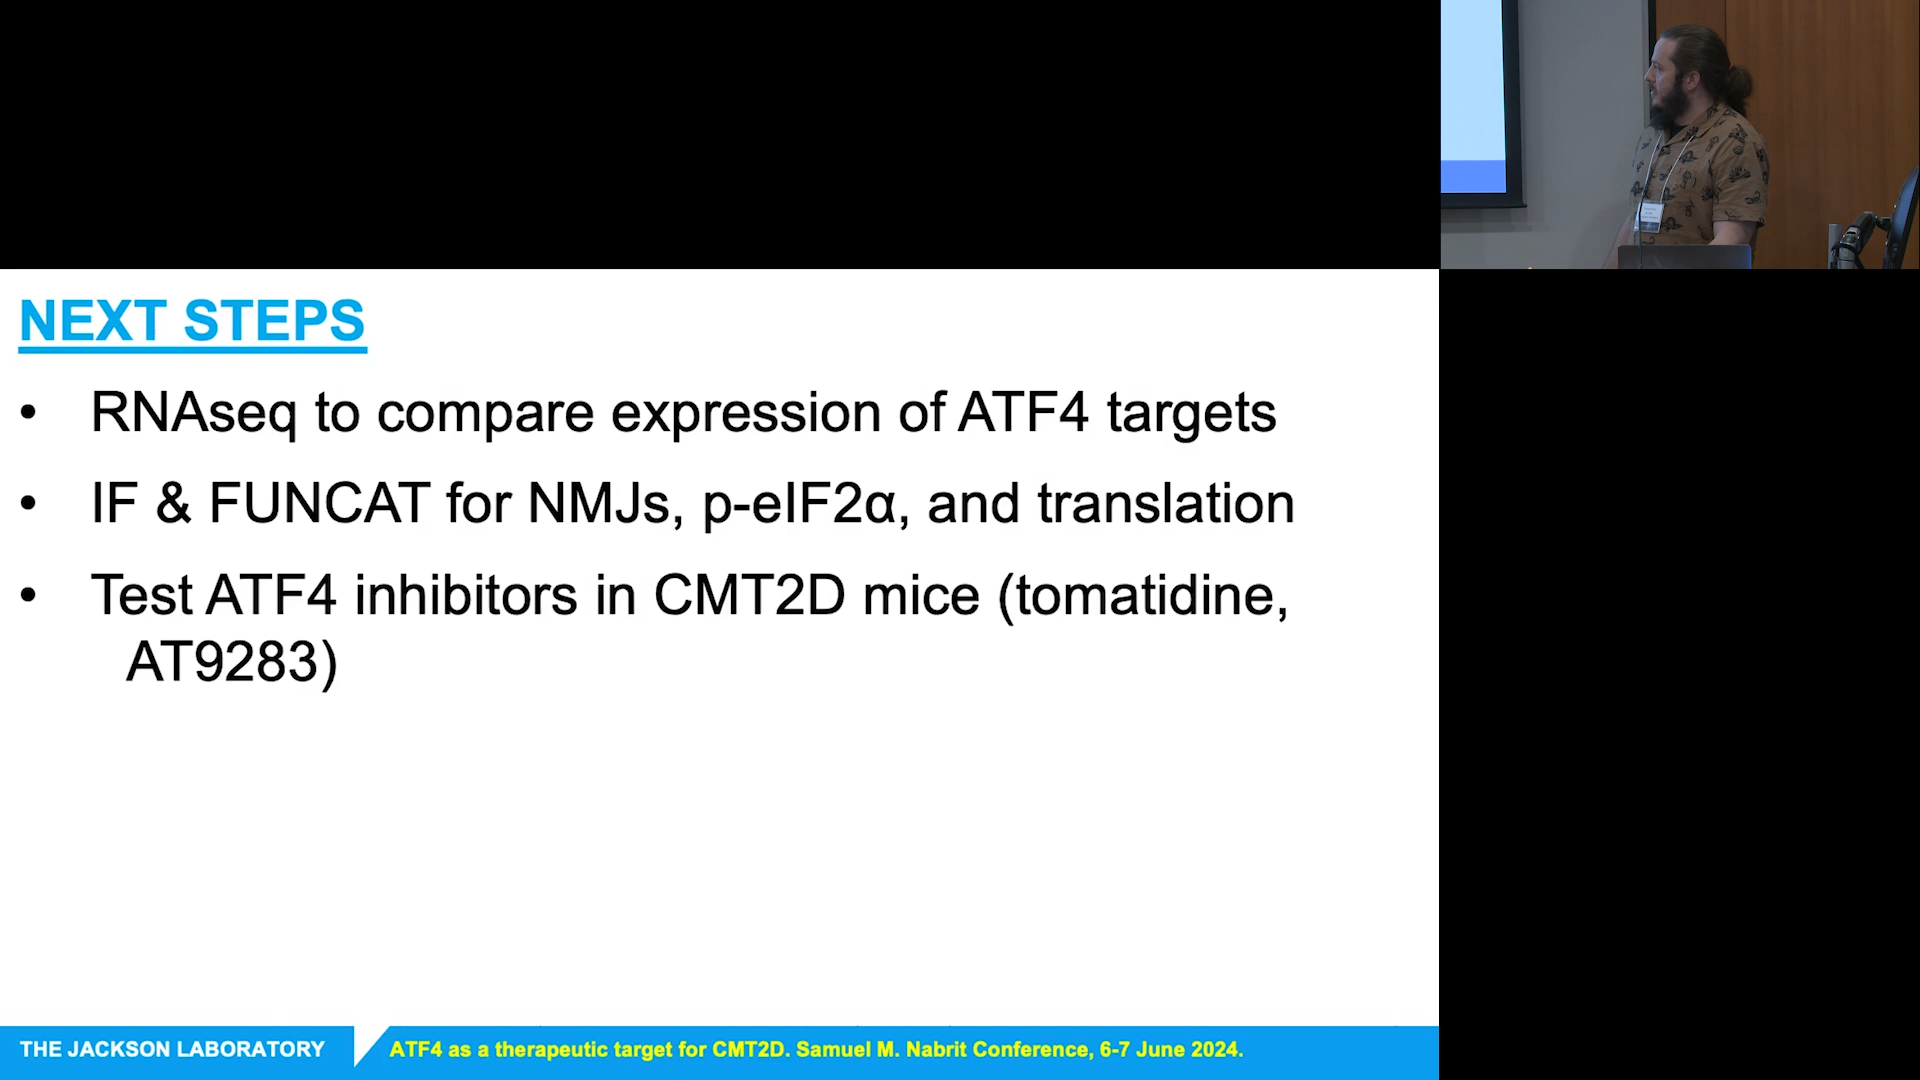 NEXT STEPS
• RNAseq to compare expression of ATF4 targets
• IF & FUNCAT for NMJs, p-eIF2α, and translation
• Test ATF4 inhibitors in CMT2D mice (tomatidine,
AT9283)
THE JACKSON LABORATORY
ATF4 as a therapeutic target for CMT2D. Samuel M. Nabrit Conference, 6-7 June 2024.